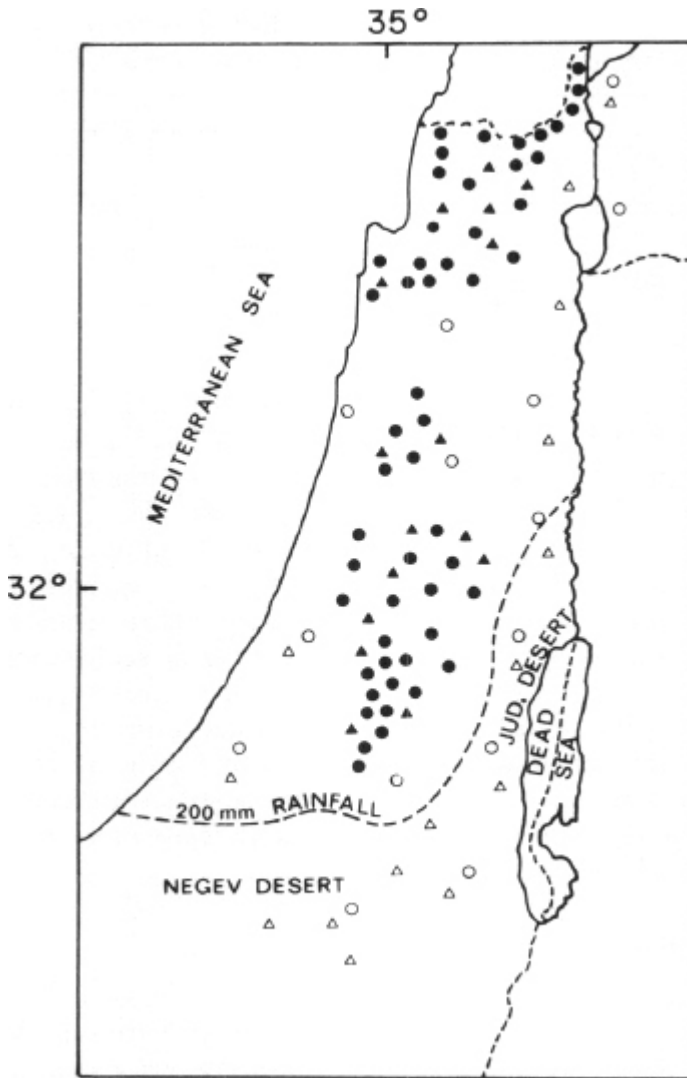 35°
MEDITERRANEAN SEA
32°
JUD. DESERT
DEAD
SEA
200 mm RAINFALL
NEGEV DESERT